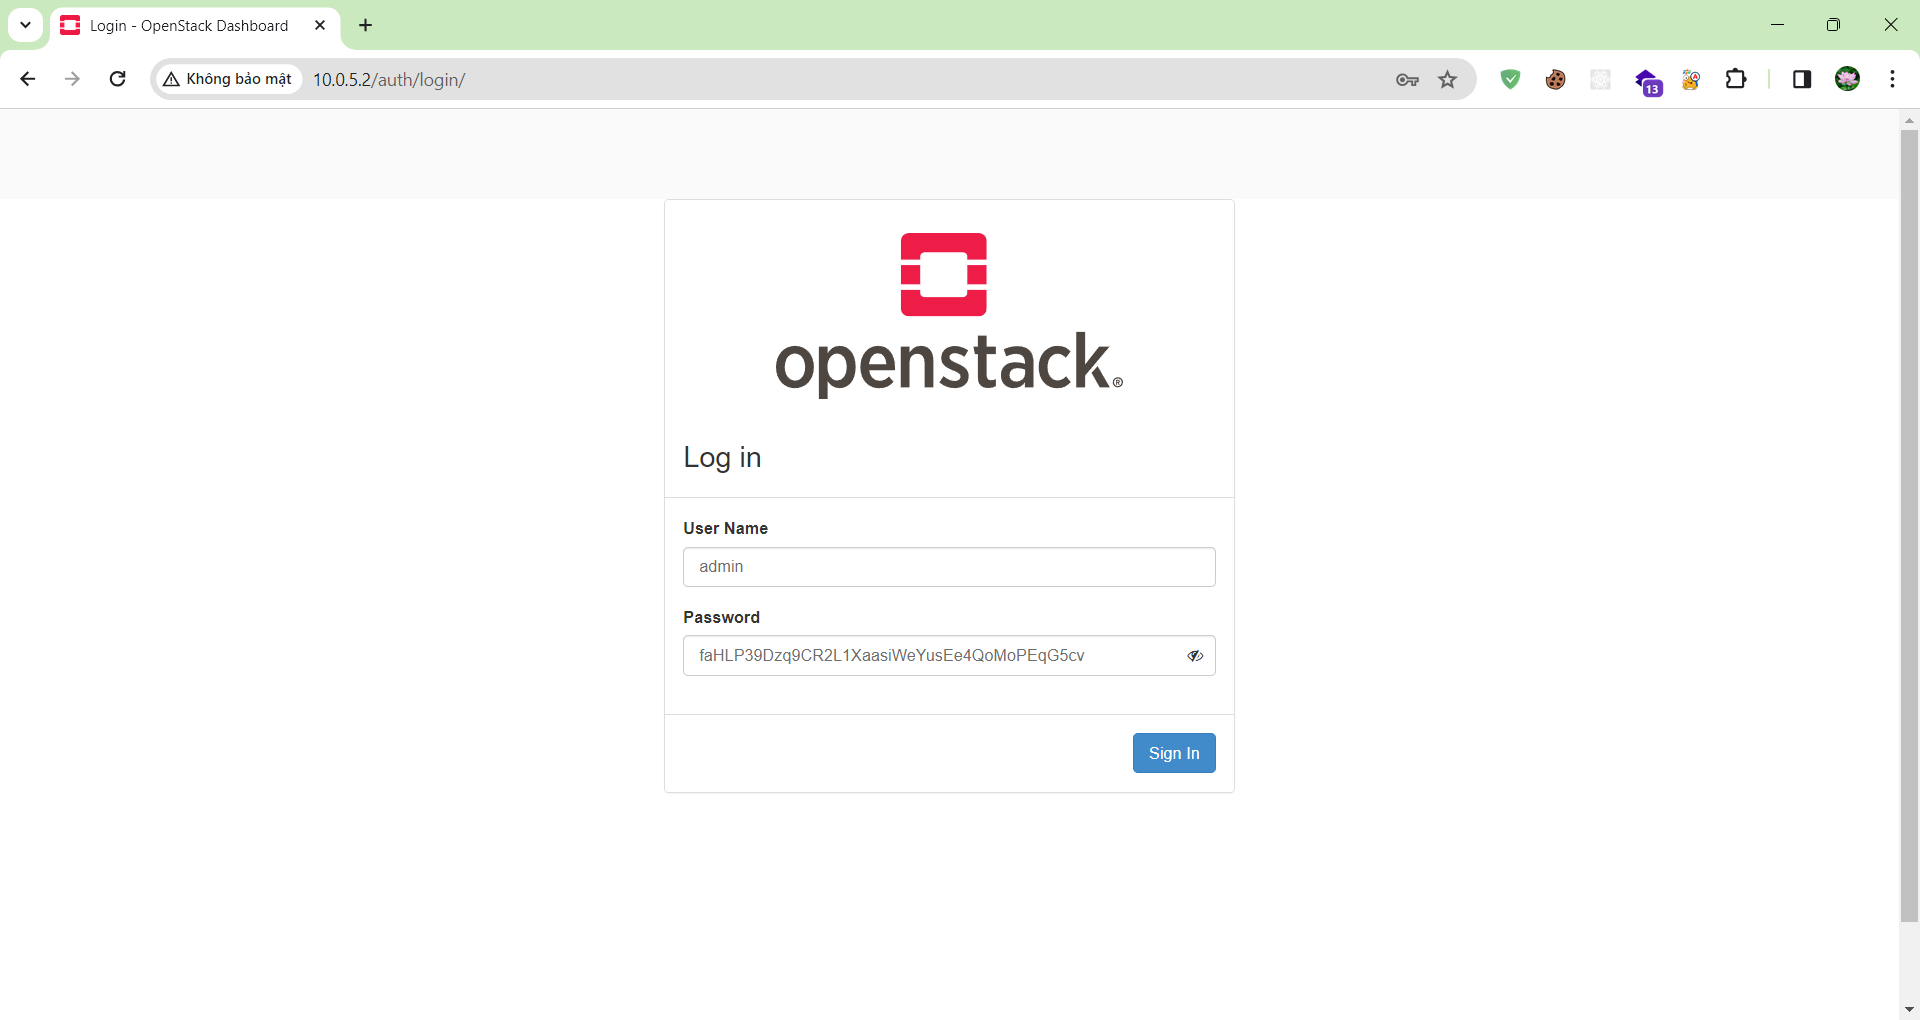 Login - OpenStack Dashboard
Không bảo mật
10.0.5.2/auth/login/
13
openstack.®
Log in
User Name
admin
Password
faHLP39Dzq9CR2L1XaasiWeYusEe4QoMoPEqG5cv
Sign In